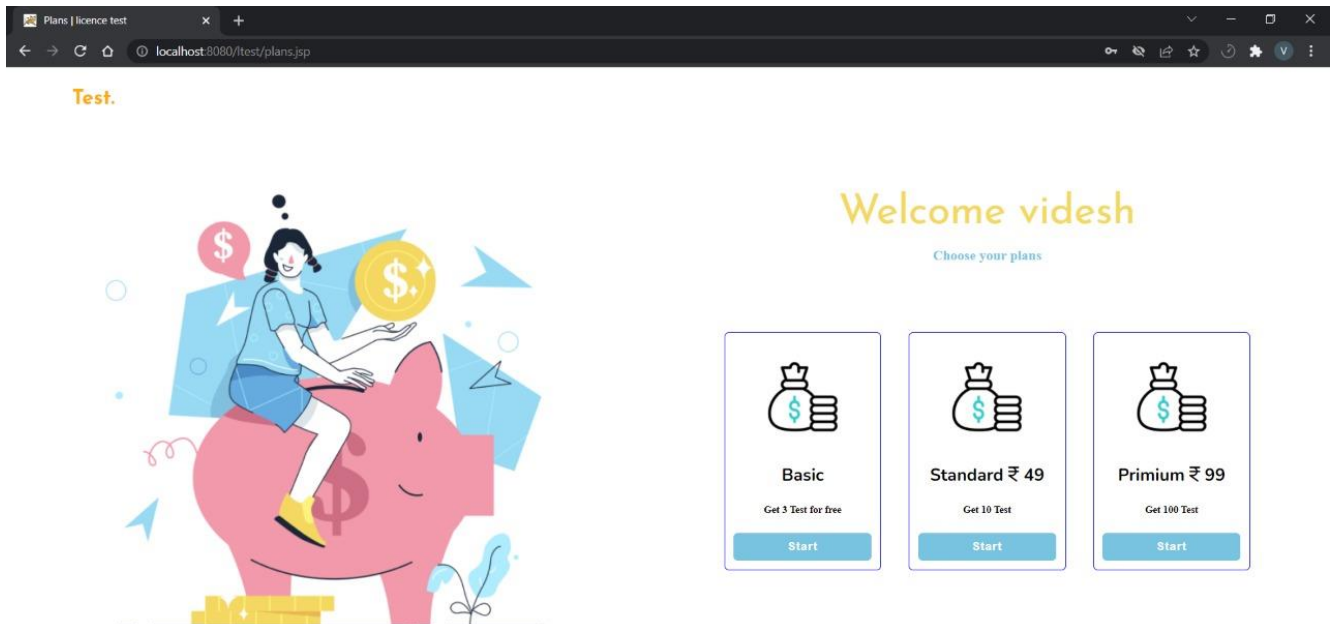 Plans | licence test
localhost:8080/ltest/plans.jsp
V
Test.
Welcome videsh
Choose your plans
$
$
$
$ $ $
Basic Standard ₹ 49 Primium ₹ 99
Get 3 Test for free Get 10 Test Get 100 Test
Start Start Start